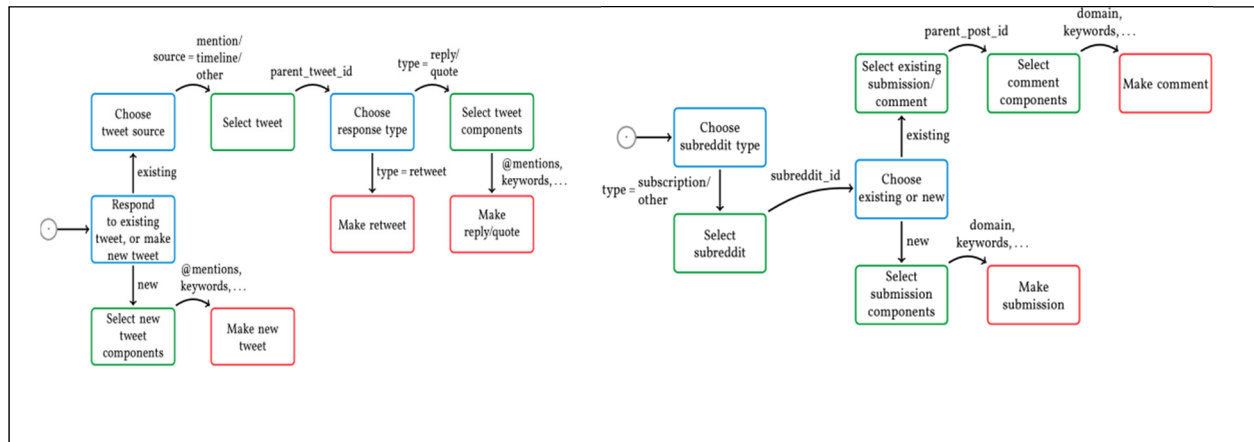 mention/
source = timeline/
other
parent_tweet_id
type = reply/
quote
Choose
tweet source
Select tweet
Choose
response type
Select tweet
components
existing
type = retweet
@mentions,
keywords, ...
Respond
to existing
tweet, or make
new tweet
Make retweet
Make
reply/quote
new
@mentions,
keywords, ...
Select new
tweet
components
Make new
tweet
parent_post_id
domain,
keywords, ...
Select existing
submission/
comment
Select
comment
components
Make comment
Choose
subreddit type
existing
type = subscription/
other
subreddit_id
Choose
existing or new
Select
subreddit
new
domain,
keywords, ...
Select
submission
components
Make
submission